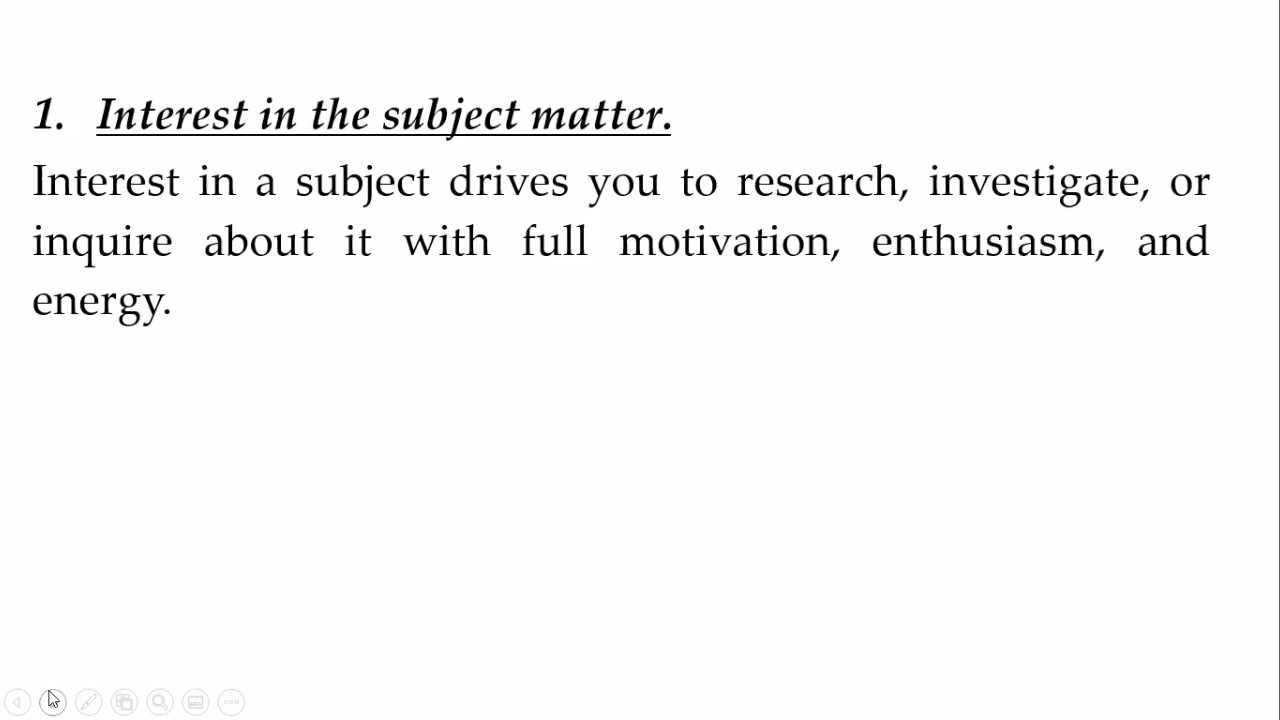 1. Interest in the subject matter.
Interest in a subject drives you to research, investigate, or
inquire about it with full motivation, enthusiasm, and
energy.